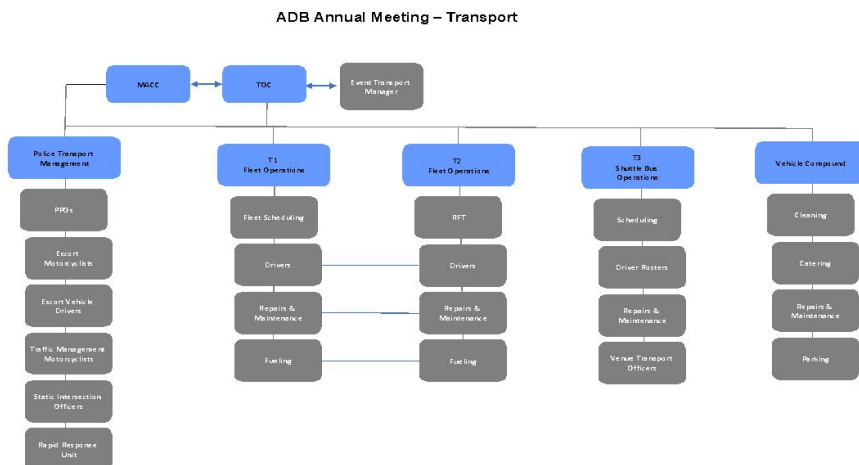 ADB Annual Meeting – Transport
MACC
TOC
Event Transport
Manager
Police Transport
Management
T1
Fleet Operations
T2
Fleet Operations
T3
Shuttle Bus
Operations
Vehicle Compound
PPOs
Escort
Motorcyclists
Escort Vehicle
Drivers
Traffic Management
Motorcyclists
Static Intersection
Officers
Rapid Response
Unit
Fleet Scheduling
Drivers
Repairs &
Maintenance
Fueling
RFT
Drivers
Repairs &
Maintenance
Fueling
Scheduling
Driver Rosters
Repairs &
Maintenance
Venue Transport
Officers
Cleaning
Catering
Repairs &
Maintenance
Parking